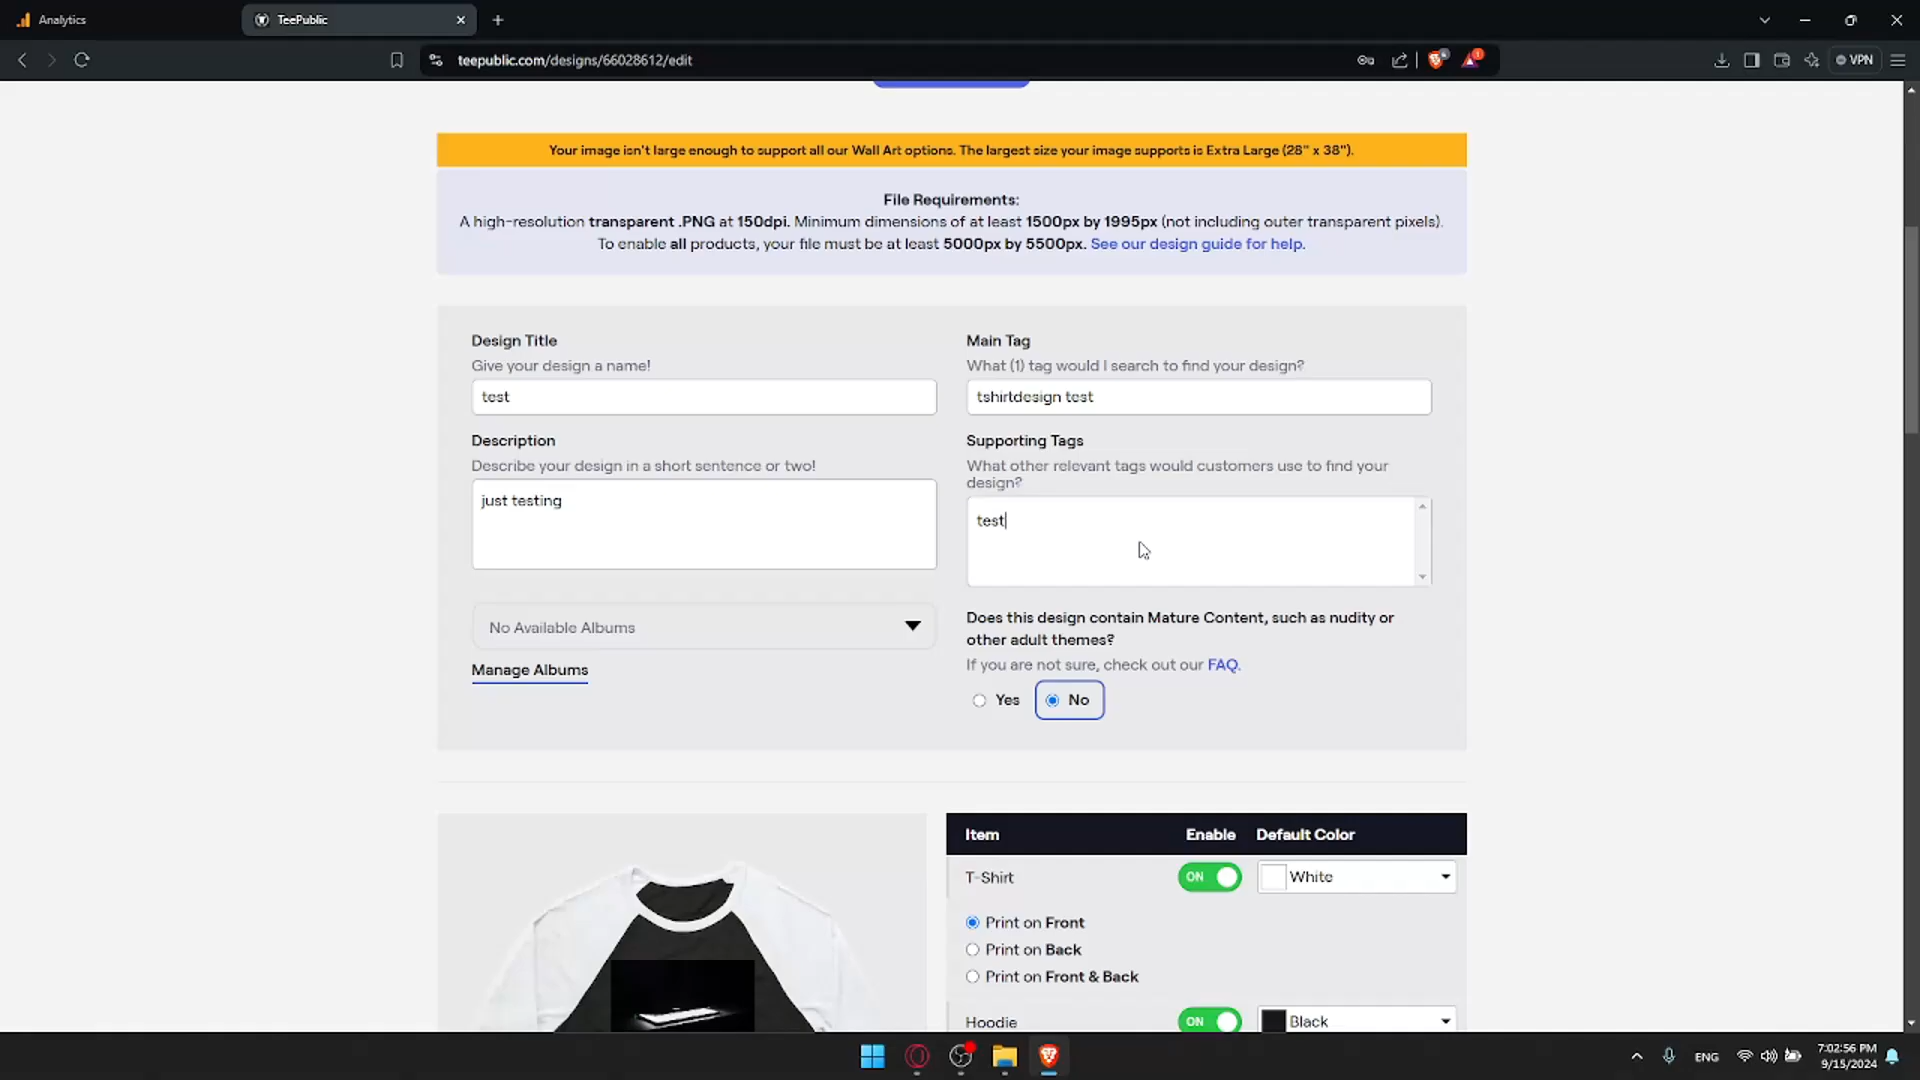 Analytics
TeePublic
teepublic.com/designs/66028612/edit
1
VPN
Your image isn't large enough to support all our Wall Art options. The largest size your image supports is Extra Large (28" x 38").
File Requirements:
A high-resolution transparent .PNG at 150dpi. Minimum dimensions of at least 1500px by 1995px (not including outer transparent pixels).
To enable all products, your file must be at least 5000px by 5500px. See our design guide for help.
Design Title
Give your design a name!
test
Main Tag
What (1) tag would I search to find your design?
tshirtdesign test
Description
Describe your design in a short sentence or two!
just testing
Supporting Tags
What other relevant tags would customers use to find your
design?
test
No Available Albums
Manage Albums
Does this design contain Mature Content, such as nudity or
other adult themes?
If you are not sure, check out our FAQ.
Yes
No
Item Enable Default Color
T-Shirt ON White
Print on Front
Print on Back
Print on Front & Back
Hoodie ON Black
ENG
7:02:56 PM
9/15/2024